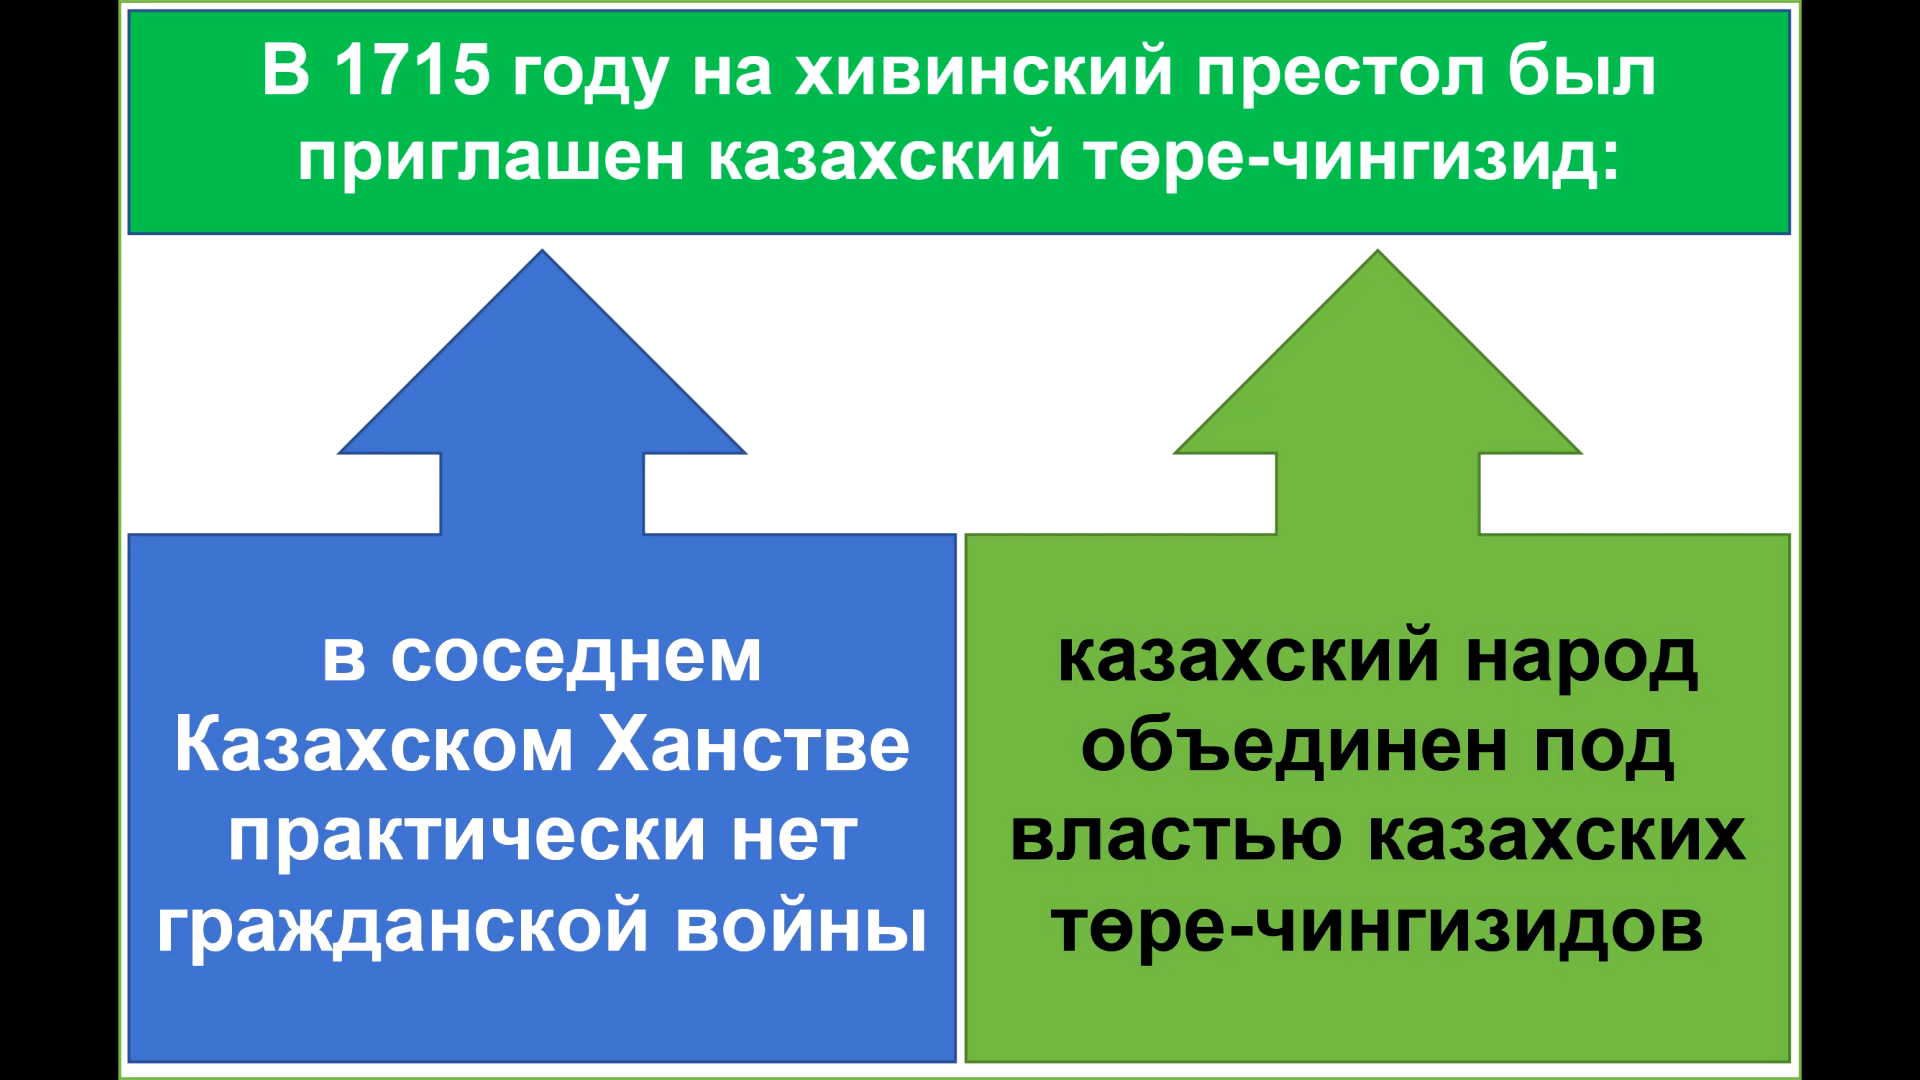 В 1715 году на хивинский престол был
приглашен казахский төре-чингизид:
в соседнем
Казахском Ханстве
практически нет
гражданской войны
казахский народ
объединен под
властью казахских
төре-чингизидов